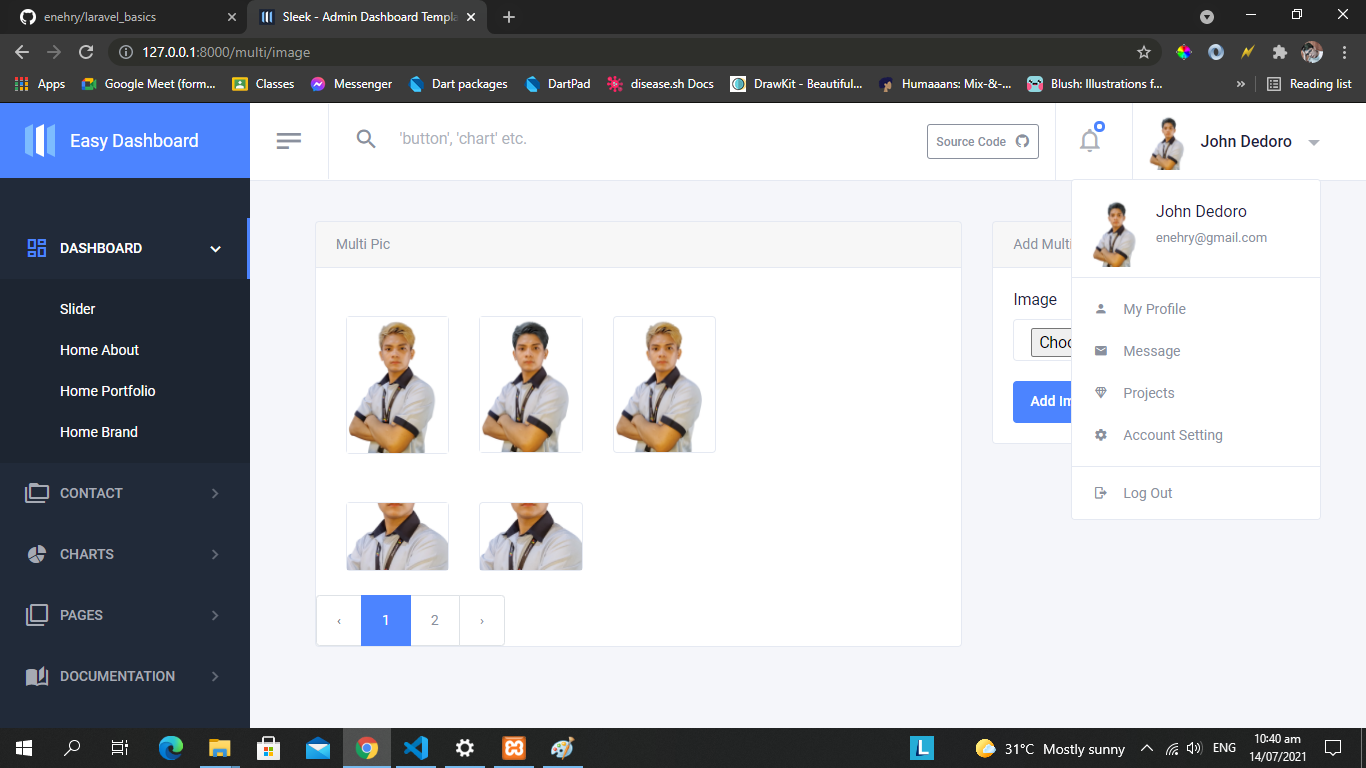 enehry/laravel_basics
Sleek - Admin Dashboard Templa
127.0.0.1:8000/multi/image
Apps
Google Meet (form...
Classes
Messenger
Dart packages
DartPad
disease.sh Docs
DrawKit - Beautiful...
Humaaans: Mix-&-...
Blush: Illustrations f...
»
Reading list
Easy Dashboard
'button', 'chart' etc.
Source Code
John Dedoro
John Dedoro
enehry@gmail.com
My Profile
Message
Projects
Account Setting
Log Out
DASHBOARD
Slider
Home About
Home Portfolio
Home Brand
CONTACT
CHARTS
PAGES
DOCUMENTATION
Multi Pic
‹
1
2
›
Add Multi
Image
Choo
Add Im
L
31°C Mostly sunny
ENG
10:40 am
14/07/2021